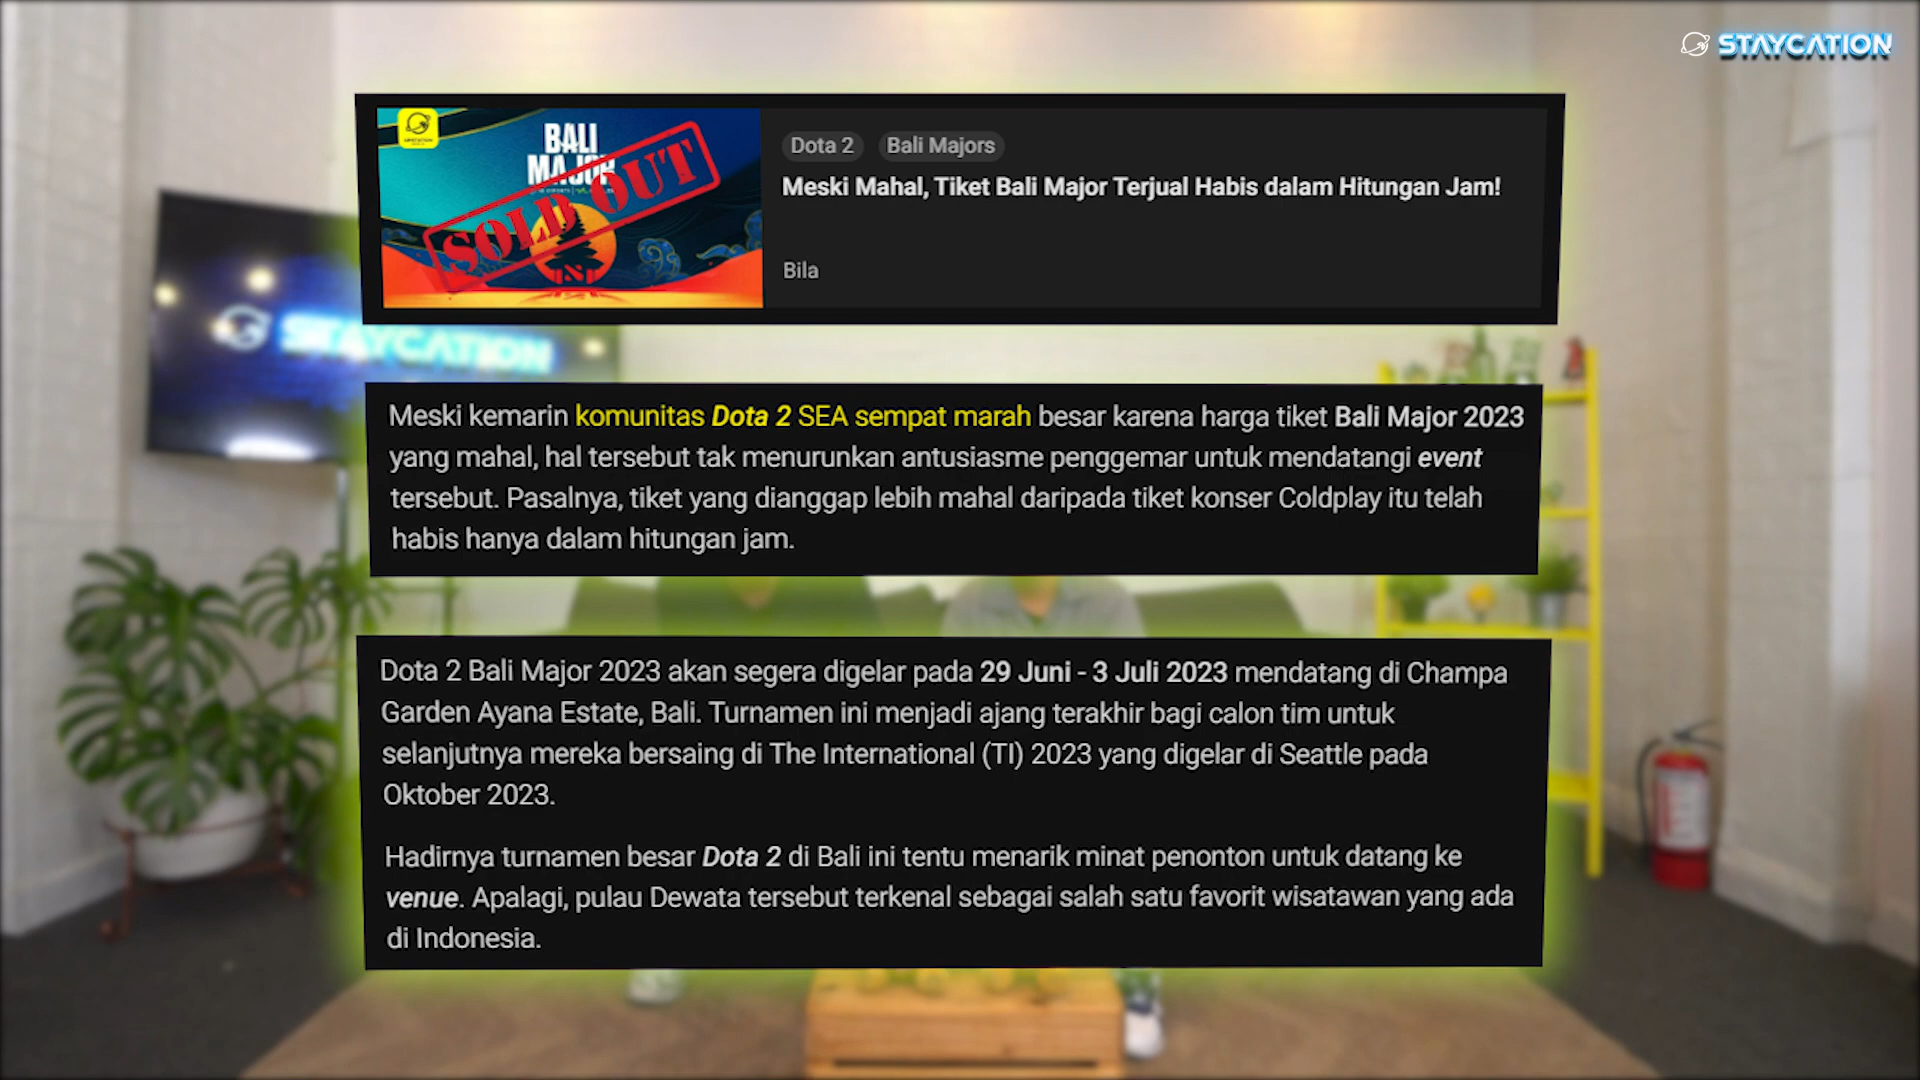 STAYCATION
BALI
MAJOR
SOLD OUT
Dota 2 Bali Majors
Meski Mahal, Tiket Bali Major Terjual Habis dalam Hitungan Jam!
Bila
STAYCATION
Meski kemarin komunitas Dota 2 SEA sempat marah besar karena harga tiket Bali Major 2023
yang mahal, hal tersebut tak menurunkan antusiasme penggemar untuk mendatangi event
tersebut. Pasalnya, tiket yang dianggap lebih mahal daripada tiket konser Coldplay itu telah
habis hanya dalam hitungan jam.
Dota 2 Bali Major 2023 akan segera digelar pada 29 Juni - 3 Juli 2023 mendatang di Champa
Garden Ayana Estate, Bali. Turnamen ini menjadi ajang terakhir bagi calon tim untuk
selanjutnya mereka bersaing di The International (TI) 2023 yang digelar di Seattle pada
Oktober 2023.
Hadirnya turnamen besar Dota 2 di Bali ini tentu menarik minat penonton untuk datang ke
venue. Apalagi, pulau Dewata tersebut terkenal sebagai salah satu favorit wisatawan yang ada
di Indonesia.